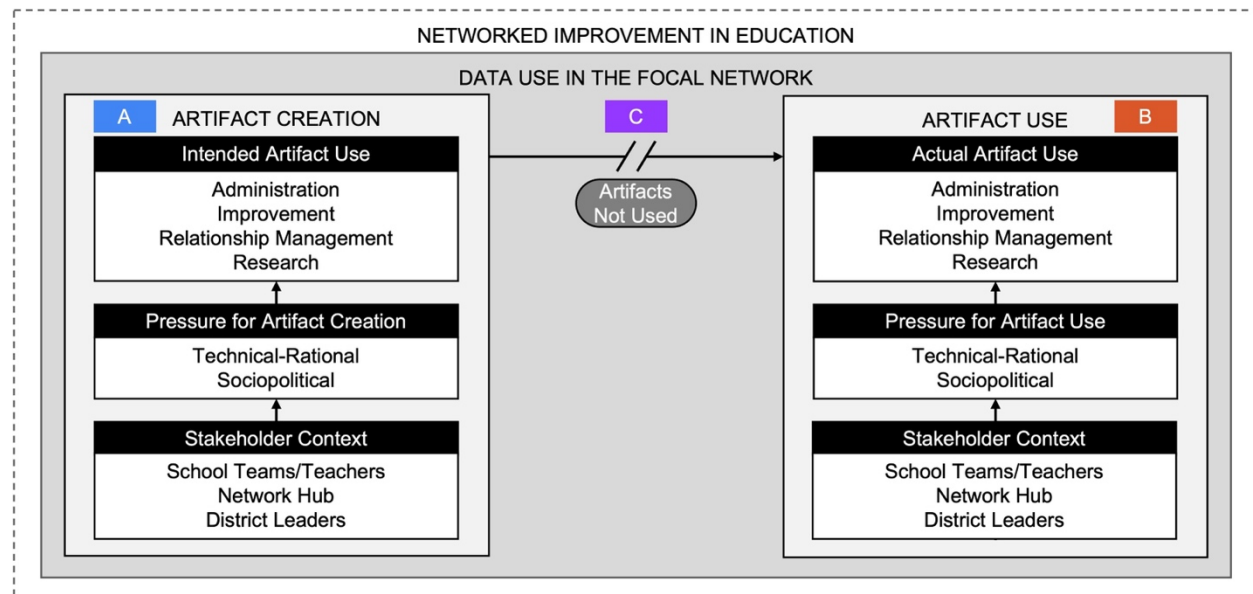 NETWORKED IMPROVEMENT IN EDUCATION
DATA USE IN THE FOCAL NETWORK
A
ARTIFACT CREATION
Intended Artifact Use
Administration
Improvement
Relationship Management
Research
Pressure for Artifact Creation
Technical-Rational
Sociopolitical
Stakeholder Context
School Teams/Teachers
Network Hub
District Leaders
C
Artifacts
Not Used
ARTIFACT USE
B
Actual Artifact Use
Administration
Improvement
Relationship Management
Research
Pressure for Artifact Use
Technical-Rational
Sociopolitical
Stakeholder Context
School Teams/Teachers
Network Hub
District Leaders